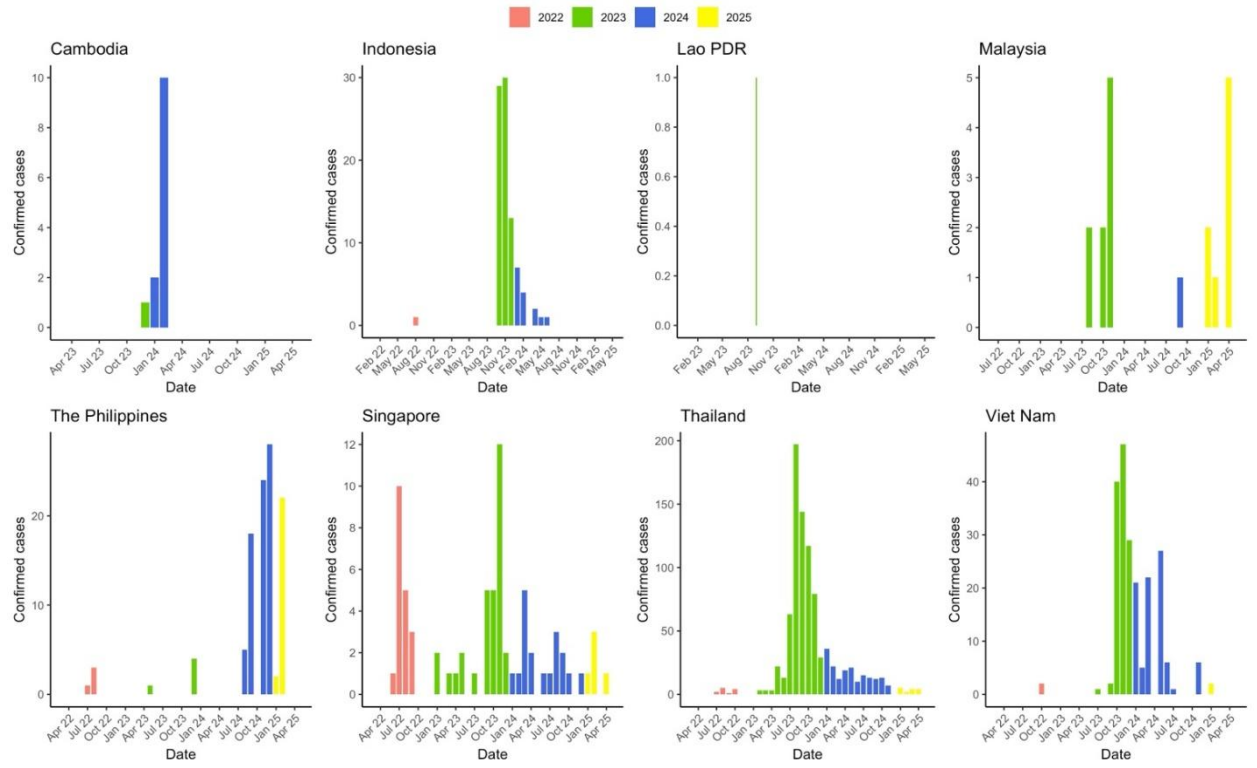 2022 2023 2024 2025
Cambodia
Confirmed cases
10
8
6
4
2
0
Apr 23 Jul 23 Oct 23 Jan 24 Apr 24 Jul 24 Oct 24 Jan 25 Apr 25
Date
Indonesia
Confirmed cases
30
20
10
0
Feb 22 May 22 Aug 22 Nov 22 Feb 23 May 23 Aug 23 Nov 23 Feb 24 May 24 Aug 24 Nov 24 Feb 25 May 25
Date
Lao PDR
Confirmed cases
1.0
0.8
0.6
0.4
0.2
0.0
Feb 23 May 23 Aug 23 Nov 23 Feb 24 May 24 Aug 24 Nov 24 Feb 25 May 25
Date
Malaysia
Confirmed cases
5
4
3
2
1
0
Jul 22 Oct 22 Jan 23 Apr 23 Jul 23 Oct 23 Jan 24 Apr 24 Jul 24 Oct 24 Jan 25 Apr 25
Date
The Philippines
Confirmed cases
20
10
0
Apr 22 Jul 22 Oct 22 Jan 23 Apr 23 Jul 23 Oct 23 Jan 24 Apr 24 Jul 24 Oct 24 Jan 25 Apr 25
Date
Singapore
Confirmed cases
12
10
8
6
4
2
0
Apr 22 Jul 22 Oct 22 Jan 23 Apr 23 Jul 23 Oct 23 Jan 24 Apr 24 Jul 24 Oct 24 Jan 25 Apr 25
Date
Thailand
Confirmed cases
200
150
100
50
0
Apr 22 Jul 22 Oct 22 Jan 23 Apr 23 Jul 23 Oct 23 Jan 24 Apr 24 Jul 24 Oct 24 Jan 25 Apr 25
Date
Viet Nam
Confirmed cases
40
30
20
10
0
Apr 22 Jul 22 Oct 22 Jan 23 Apr 23 Jul 23 Oct 23 Jan 24 Apr 24 Jul 24 Oct 24 Jan 25 Apr 25
Date